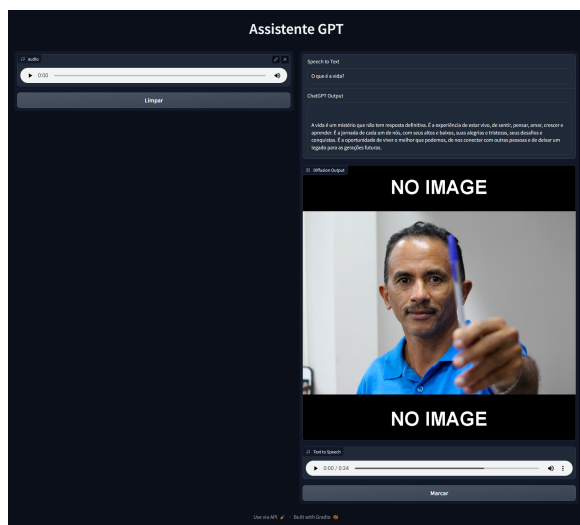 Assistente GPT
audio
0:00
Limpar
Speech to Text
O que é a vida?
ChatGPT Output
A vida é um mistério que não tem resposta definitiva. É a experiência de estar vivo, de sentir, pensar, amar, crescer e
aprender. É a jornada de cada um de nós, com seus altos e baixos, suas alegrias e tristezas, seus desafios e
conquistas. É a oportunidade de viver o melhor que podemos, de nos conectar com outras pessoas e de deixar um
legado para as gerações futuras.
Diffusion Output
NO IMAGE
NO IMAGE
Text to Speech
0:00 / 0:34
Marcar
Use via API · Built with Gradio